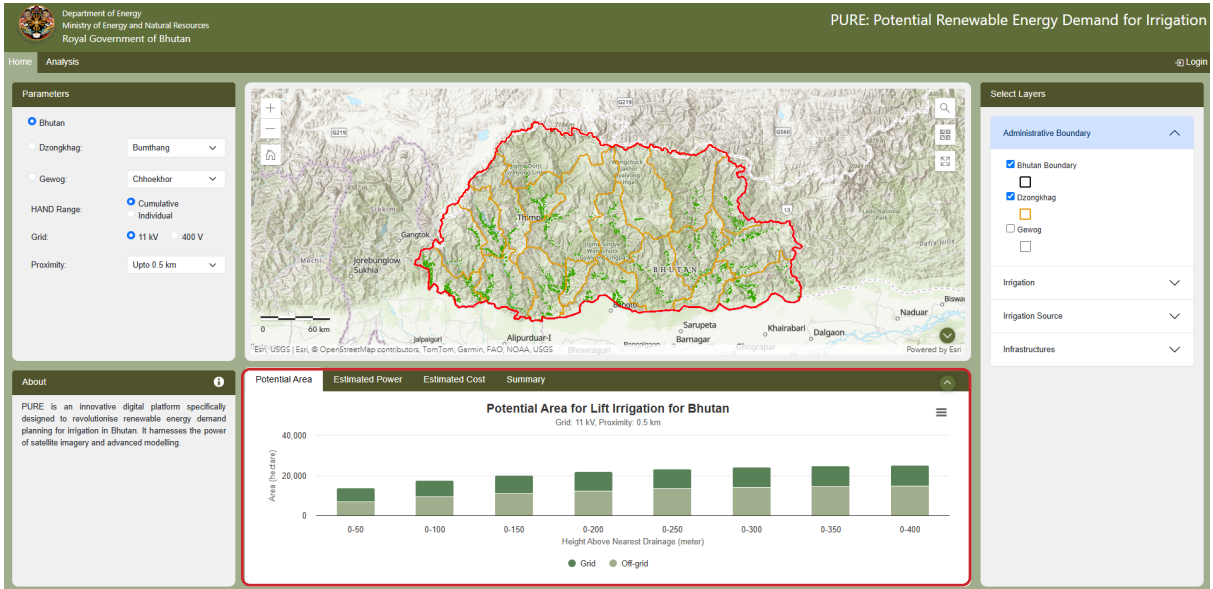 Department of Energy
Ministry of Energy and Natural Resources
Royal Government of Bhutan
PURE: Potential Renewable Energy Demand for Irrigation
Home Analysis
Login
Parameters
Bhutan
Dzongkhag: Bumthang
Gewog: Chhoekhor
HAND Range: Cumulative
Individual
Grid: 11 kV 400 V
Proximity: Upto 0.5 km
G219
G219
G560
Wangchuck
Sikkim
Thimp
13
Gangtok
Mechi
Jorebunglow
Sukhia
BHUTAN
Biswa
Naduar
Sarupeta
Khairabari
Dalgaon
Barnagar
Alipurduar-I
Jalpaiguri
Bhowraguri
Ghograpar
0 60 km
Esri, USGS | Esri, © OpenStreetMap contributors, TomTom, Garmin, FAO, NOAA, USGS
Powered by Esri
Select Layers
Administrative Boundary
Bhutan Boundary
Dzongkhag
Gewog
Irrigation
Irrigation Source
Infrastructures
About
PURE is an innovative digital platform specifically
designed to revolutionise renewable energy demand
planning for irrigation in Bhutan. It harnesses the power
of satellite imagery and advanced modelling.
Potential Area Estimated Power Estimated Cost Summary
Potential Area for Lift Irrigation for Bhutan
Grid: 11 kV, Proximity: 0.5 km
Area (hectare)
40,000
20,000
0
0-50 0-100 0-150 0-200 0-250 0-300 0-350 0-400
Height Above Nearest Drainage (meter)
Grid Off-grid